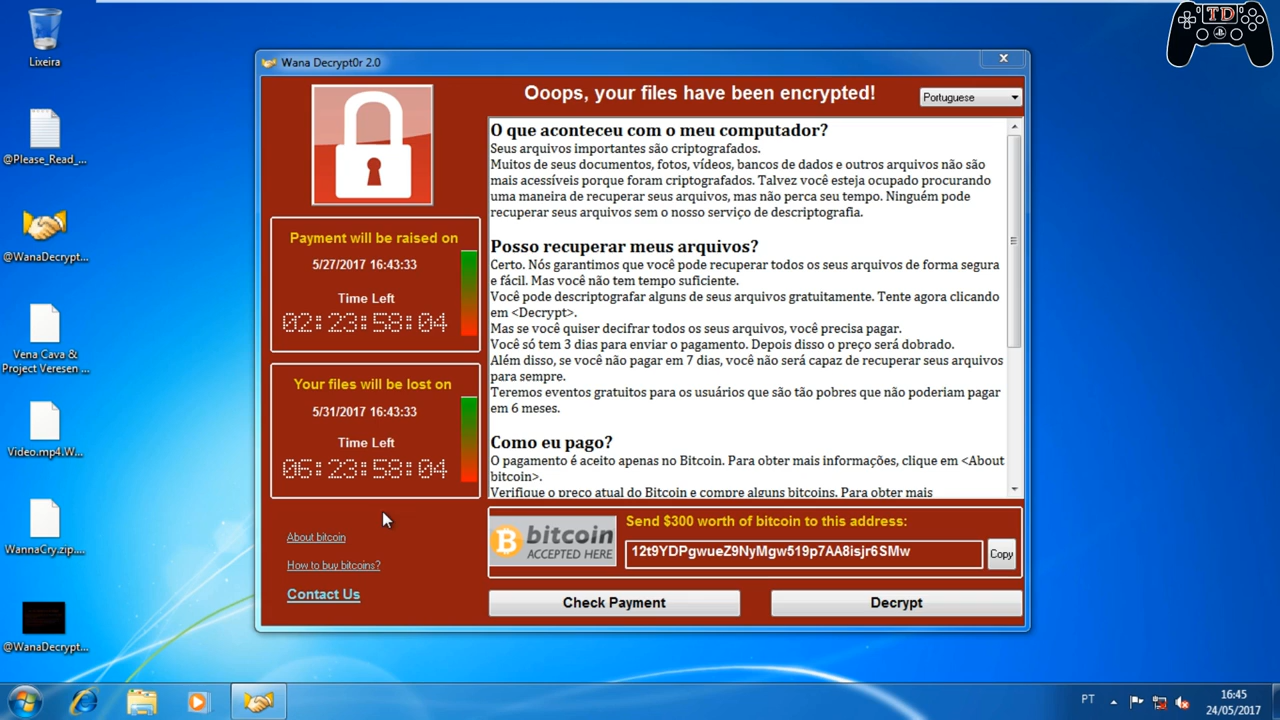 TD
Lixeira
@Please_Read_...
@WanaDecrypt...
Vena Cava &
Project Veresen ...
Video.mp4.W...
WannaCry.zip....
@WanaDecrypt...
Wana Decrypt0r 2.0
Ooops, your files have been encrypted!
Portuguese
Payment will be raised on
5/27/2017 16:43:33
Time Left
02:23:58:04
Your files will be lost on
5/31/2017 16:43:33
Time Left
06:23:58:04
About bitcoin
How to buy bitcoins?
Contact Us
O que aconteceu com o meu computador?
Seus arquivos importantes são criptografados.
Muitos de seus documentos, fotos, vídeos, bancos de dados e outros arquivos não são
mais acessíveis porque foram criptografados. Talvez você esteja ocupado procurando
uma maneira de recuperar seus arquivos, mas não perca seu tempo. Ninguém pode
recuperar seus arquivos sem o nosso serviço de descriptografia.
Posso recuperar meus arquivos?
Certo. Nós garantimos que você pode recuperar todos os seus arquivos de forma segura
e fácil. Mas você não tem tempo suficiente.
Você pode descriptografar alguns de seus arquivos gratuitamente. Tente agora clicando
em <Decrypt>.
Mas se você quiser decifrar todos os seus arquivos, você precisa pagar.
Você só tem 3 dias para enviar o pagamento. Depois disso o preço será dobrado.
Além disso, se você não pagar em 7 dias, você não será capaz de recuperar seus arquivos
para sempre.
Teremos eventos gratuitos para os usuários que são tão pobres que não poderiam pagar
em 6 meses.
Como eu pago?
O pagamento é aceito apenas no Bitcoin. Para obter mais informações, clique em <About
bitcoin>.
Verifique o preço atual do Bitcoin e compre alguns bitcoins. Para obter mais
bitcoin
ACCEPTED HERE
Send $300 worth of bitcoin to this address:
12t9YDPgwueZ9NyMgw519p7AA8isjr6SMw
Copy
Check Payment
Decrypt
PT
16:45
24/05/2017